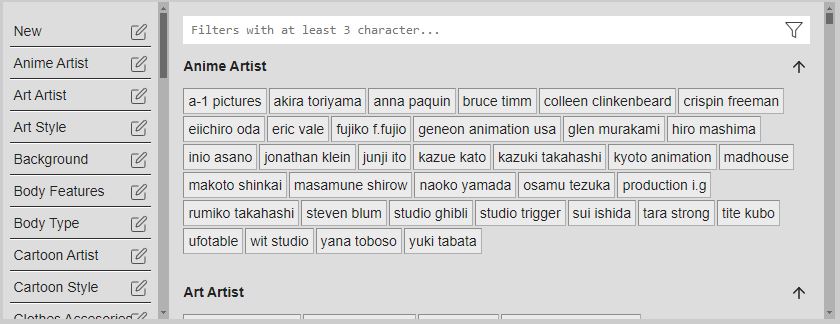 New
Anime Artist
Art Artist
Art Style
Background
Body Features
Body Type
Cartoon Artist
Cartoon Style
Clothes Accesories
Filters with at least 3 character...
Anime Artist
a-1 pictures akira toriyama anna paquin bruce timm colleen clinkenbeard crispin freeman
eiichiro oda eric vale fujiko f.fujio geneon animation usa glen murakami hiro mashima
inio asano jonathan klein junji ito kazue kato kazuki takahashi kyoto animation madhouse
makoto shinkai masamune shirow naoko yamada osamu tezuka production i.g
rumiko takahashi steven blum studio ghibli studio trigger sui ishida tara strong tite kubo
ufotable wit studio yana toboso yuki tabata
Art Artist